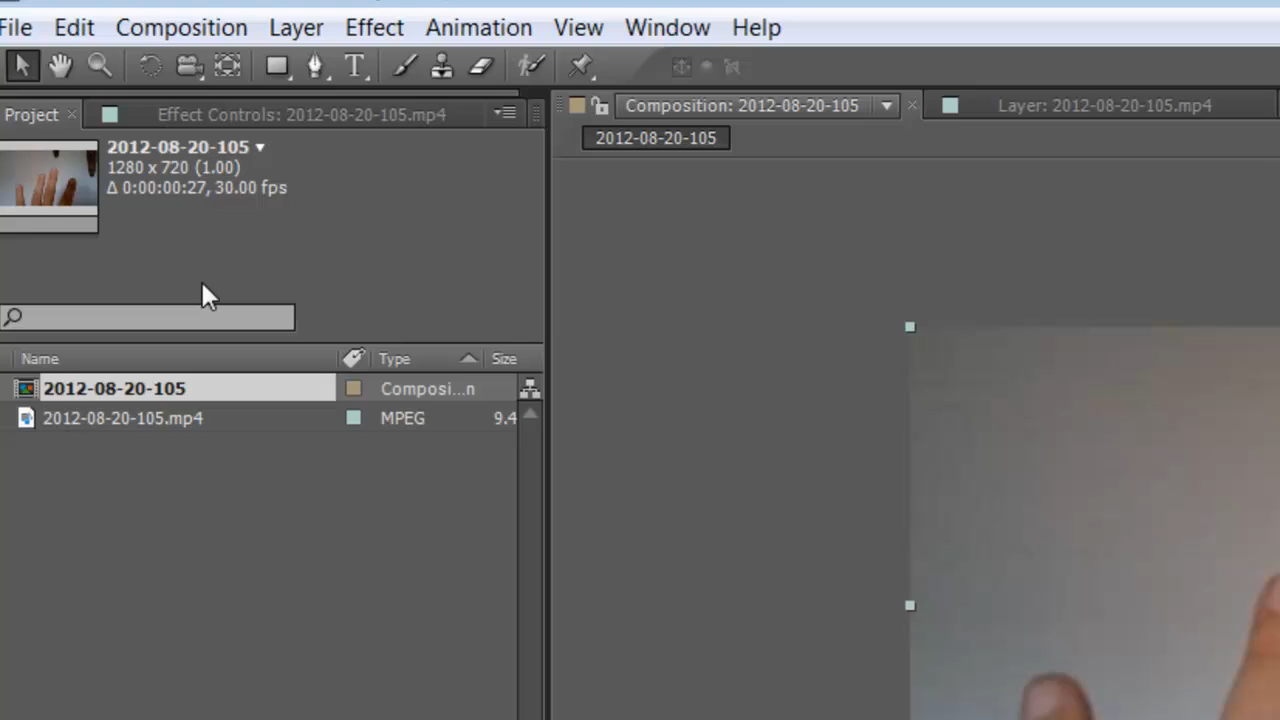 File Edit Composition Layer Effect Animation View Window Help
T
Project × Effect Controls: 2012-08-20-105.mp4
Composition: 2012-08-20-105 × Layer: 2012-08-20-105.mp4
2012-08-20-105
2012-08-20-105
1280 x 720 (1.00)
Δ 0:00:00:27, 30.00 fps
Name Type Size
2012-08-20-105 Composi...n
2012-08-20-105.mp4 MPEG 9.4